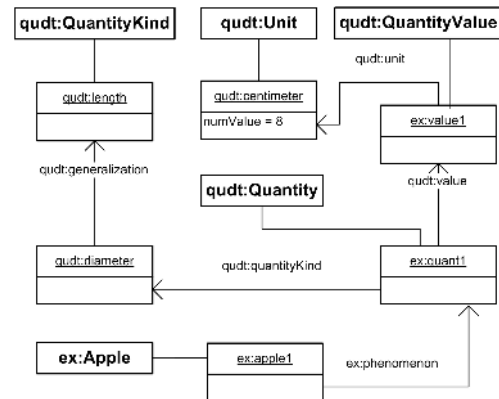 qudt:QuantityKind
qudt:Unit
qudt:QuantityValue
qudt:unit
qudt:length
qudt:centimeter
numValue = 8
ex:value1
qudt:generalization
qudt:value
qudt:Quantity
qudt:diameter
qudt:quantityKind
ex:quant1
ex:Apple
ex:apple1
ex:phenomenon